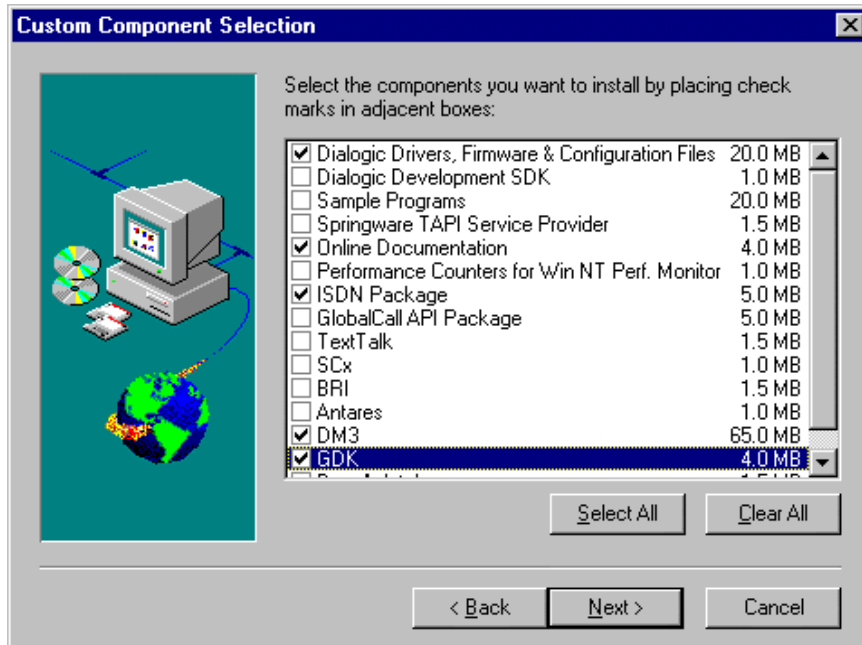 Custom Component Selection
Select the components you want to install by placing check
marks in adjacent boxes:
Dialogic Drivers, Firmware & Configuration Files 20.0 MB
Dialogic Development SDK 1.0 MB
Sample Programs 20.0 MB
Springware TAPI Service Provider 1.5 MB
Online Documentation 4.0 MB
Performance Counters for Win NT Perf. Monitor 1.0 MB
ISDN Package 5.0 MB
GlobalCall API Package 5.0 MB
TextTalk 1.5 MB
SCx 1.0 MB
BRI 1.5 MB
Antares 1.0 MB
DM3 65.0 MB
GDK 4.0 MB
Select All Clear All
< Back Next > Cancel